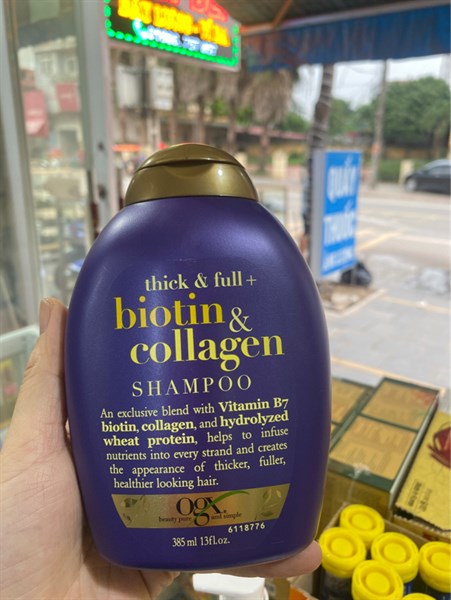 thick & full +
biotin &
collagen
SHAMPOO
An exclusive blend with Vitamin B7
biotin, collagen, and hydrolyzed
wheat protein, helps to infuse
nutrients into every strand and creates
the appearance of thicker, fuller,
healthier looking hair.
ogx
beauty pure and simple
6118776
385 ml 13fl.oz.
QUẦY
THUỐC